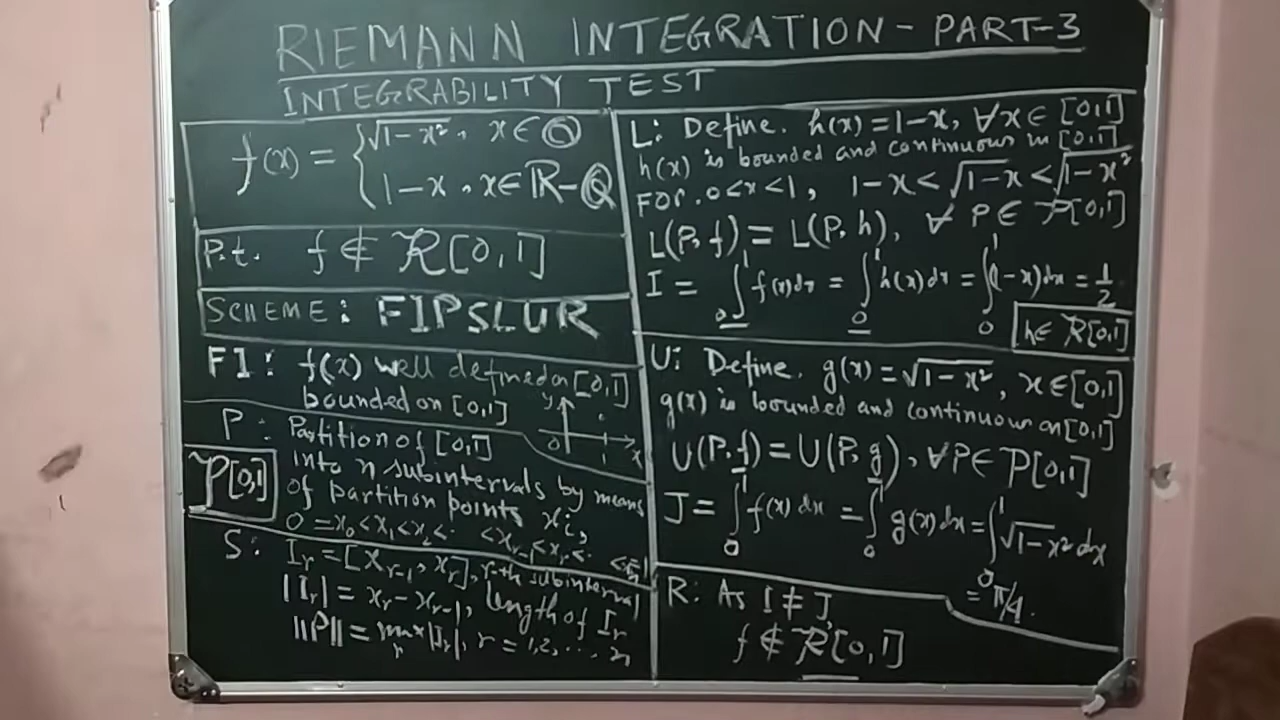 RIEMANN INTEGRATION - PART-3
INTEGRABILITY TEST
f(x) = { √1-x², x ∈ Q
1-x, x ∈ R-Q
P.t. f ∉ R[0,1]
SCHEME: FIPSLUR
FI: f(x) well defined on [0,1]
bounded on [0,1]
y
0 1 x
P: Partition of [0,1]
into n subintervals by means
of partition points xi,
P[0,1]
0 = x₀ < x₁ < x₂ < .. < xᵣ₋₁ < xᵣ < .. < xₙ = 1
S: Iᵣ = [xᵣ₋₁, xᵣ], r-th subinterval
|Iᵣ| = xᵣ - xᵣ₋₁, length of Iᵣ
||P|| = max |Iᵣ|, r = 1,2,..., n
r
L: Define. h(x) = 1-x, ∀x ∈ [0,1]
h(x) is bounded and continuous in [0,1]
FOR. 0<x<1, 1-x < √1-x < √1-x²
L(P,f) = L(P,h), ∀ P ∈ P[0,1]
I = ∫₀¹ f(x)dx = ∫₀¹ h(x)dx = ∫₀¹ (1-x)dx = 1/2
h ∈ R[0,1]
U: Define. g(x) = √1-x², x ∈ [0,1]
g(x) is bounded and continuous on [0,1]
U(P,f) = U(P,g), ∀P ∈ P[0,1]
J = ∫₀¹ f(x)dx = ∫₀¹ g(x)dx = ∫₀¹ √1-x² dx
= π/4.
R: As I ≠ J,
f ∉ R[0,1]